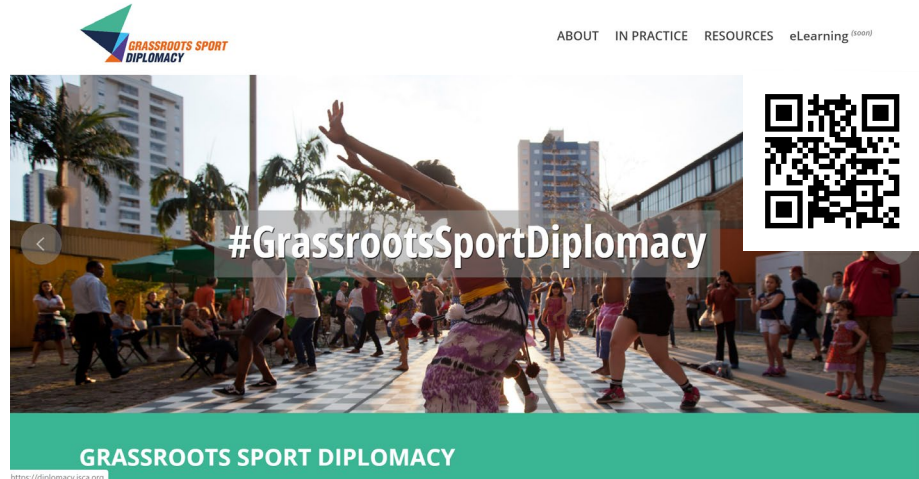 GRASSROOTS SPORT
DIPLOMACY
ABOUT IN PRACTICE RESOURCES eLearning (soon)
#GrassrootsSportDiplomacy
GRASSROOTS SPORT DIPLOMACY
https://diplomacy.isca.org